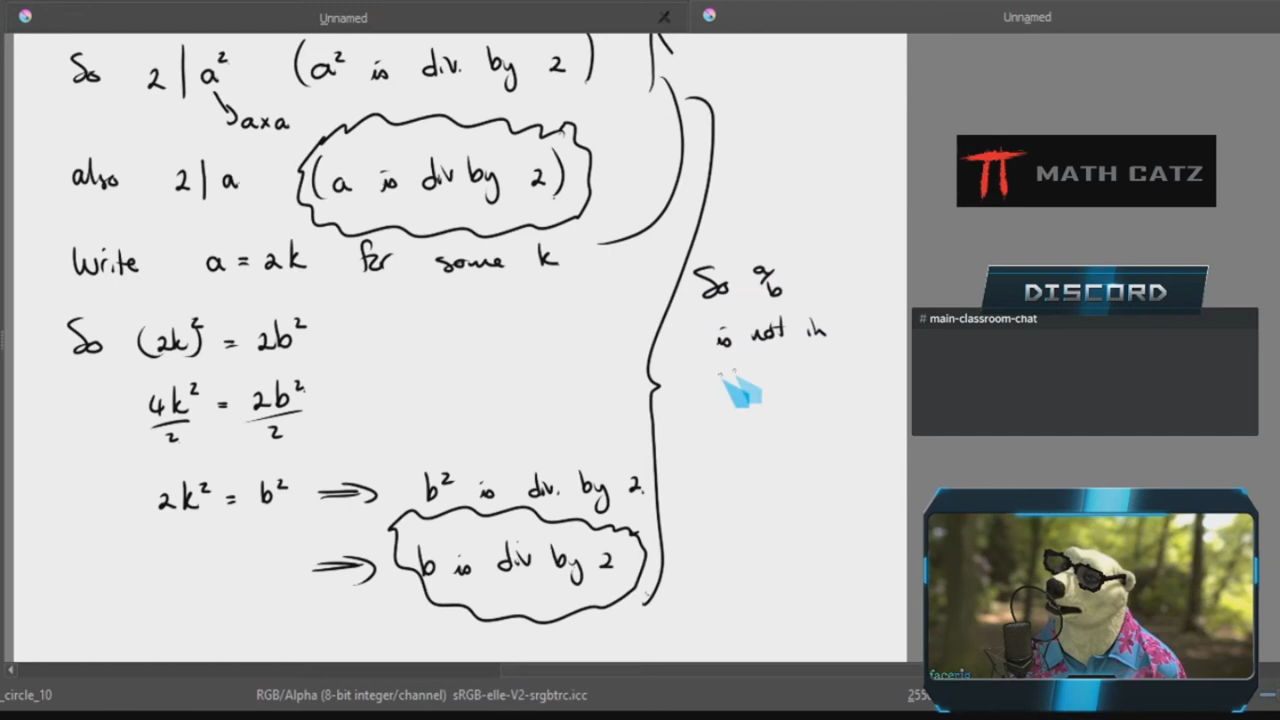 Unnamed
Unnamed
So 2 | a² (a² is div. by 2)
a×a
also 2 | a (a is div by 2)
Write a = 2k for some k
So (2k)² = 2b²
4k²/2 = 2b²/2
2k² = b² ⇒ b² is div. by 2.
⇒ b is div by 2
So a/b
is not in
π MATH CATZ
DISCORD
# main-classroom-chat
facerig
_circle_10
RGB/Alpha (8-bit integer/channel) sRGB-elle-V2-srgbtrc.icc
255